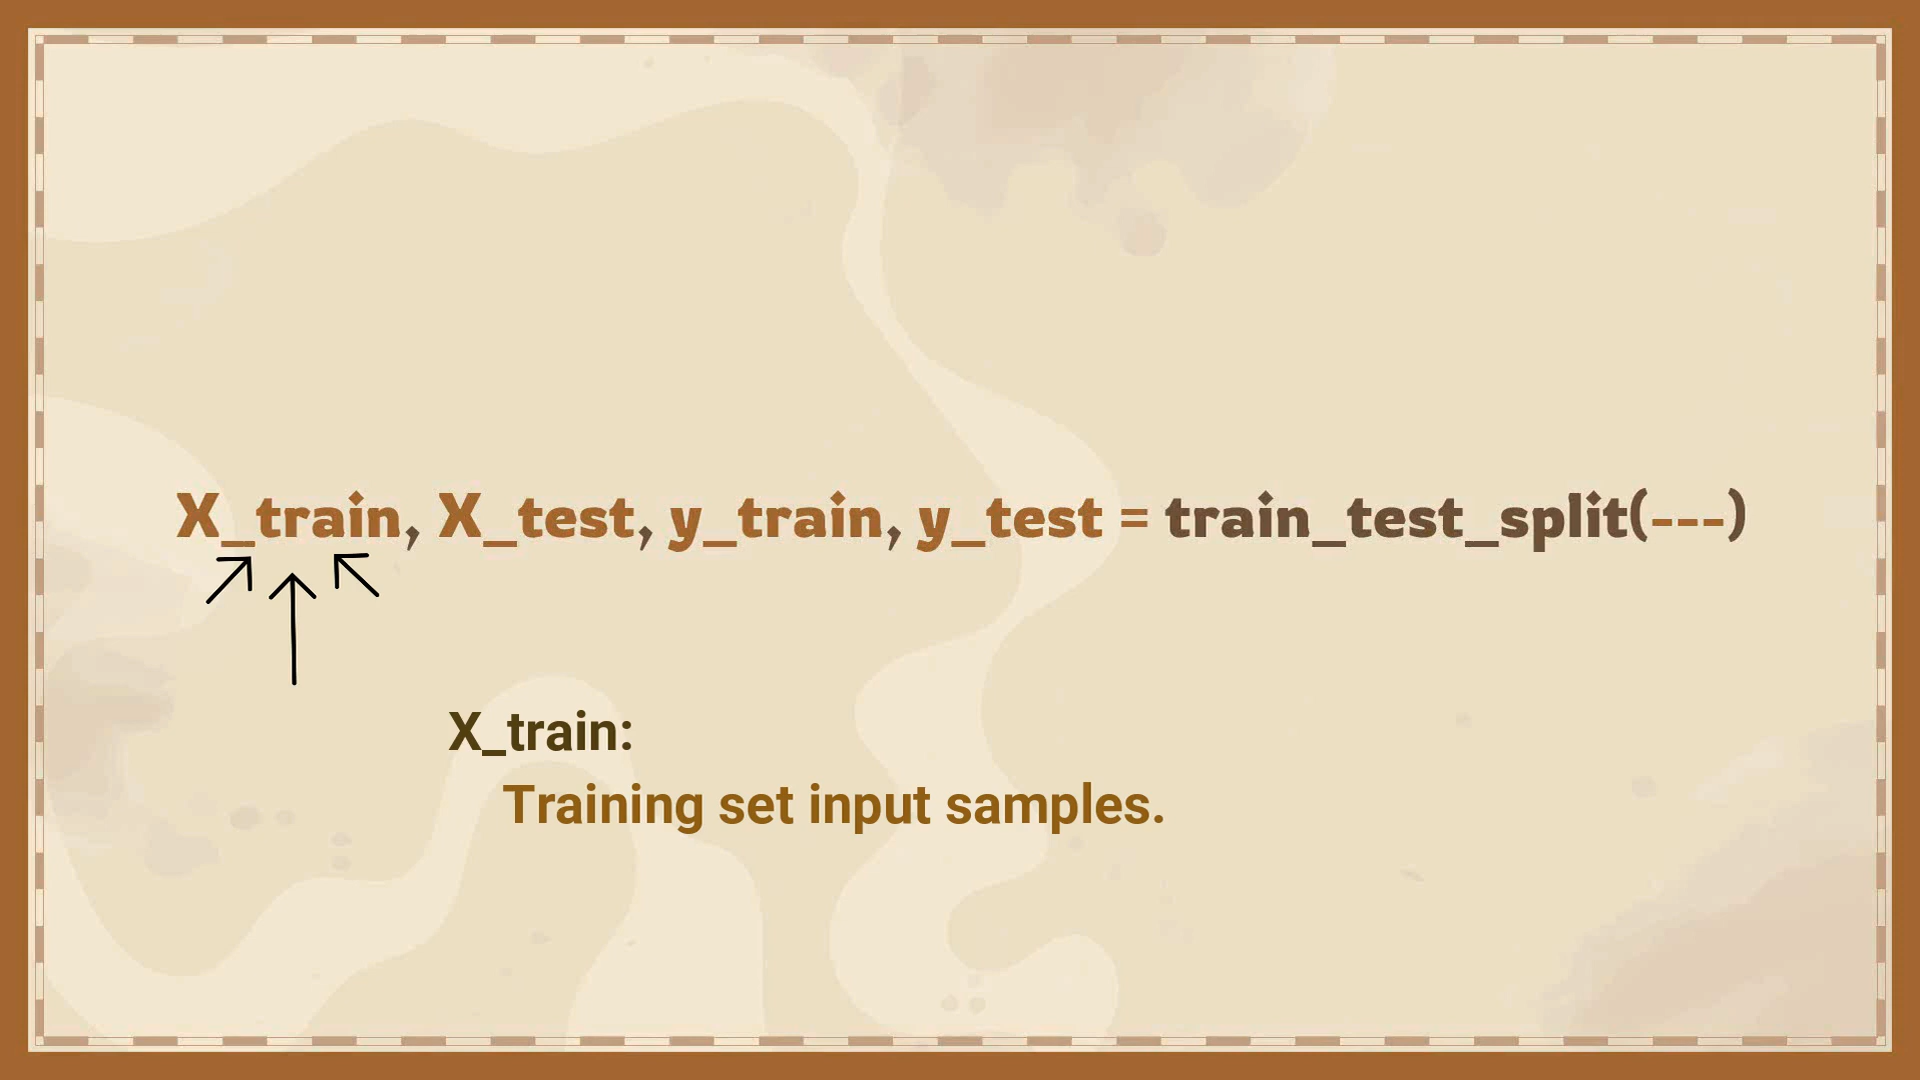 X_train, X_test, y_train, y_test = train_test_split(---)
X_train:
Training set input samples.